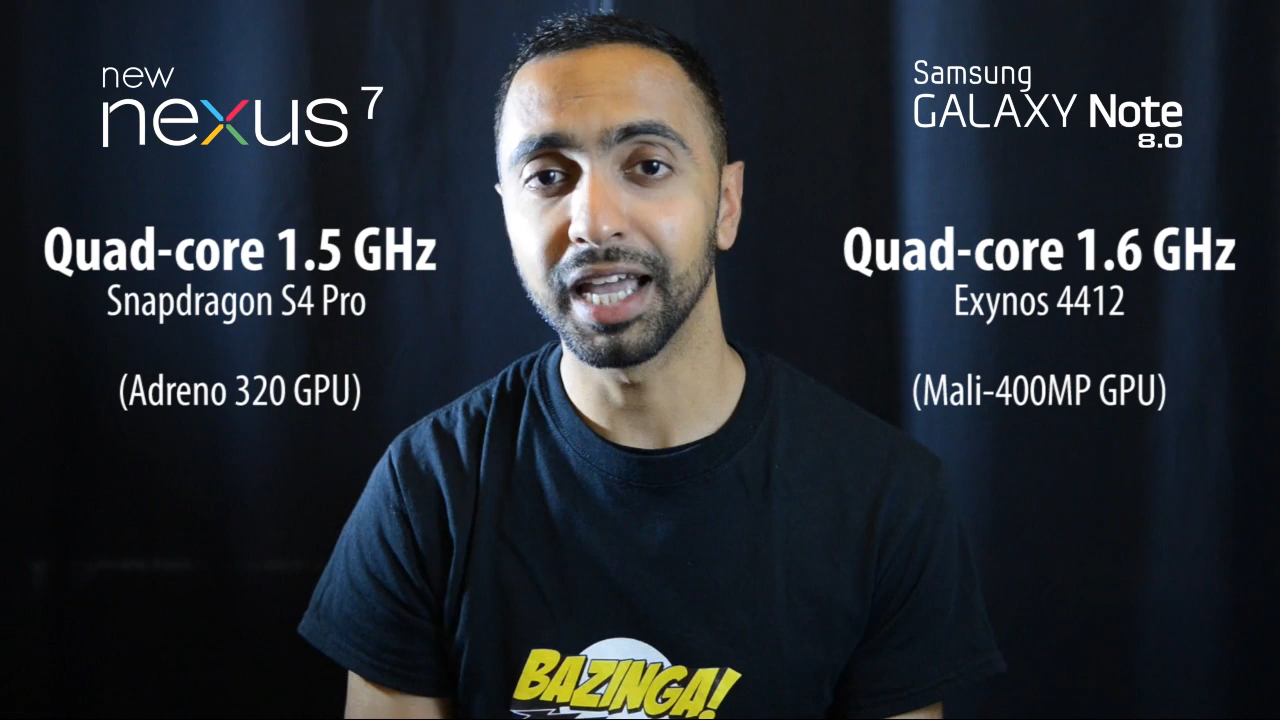 new
nexus 7
Quad-core 1.5 GHz
Snapdragon S4 Pro
(Adreno 320 GPU)
Samsung
GALAXY Note
8.0
Quad-core 1.6 GHz
Exynos 4412
(Mali-400MP GPU)
BAZINGA!